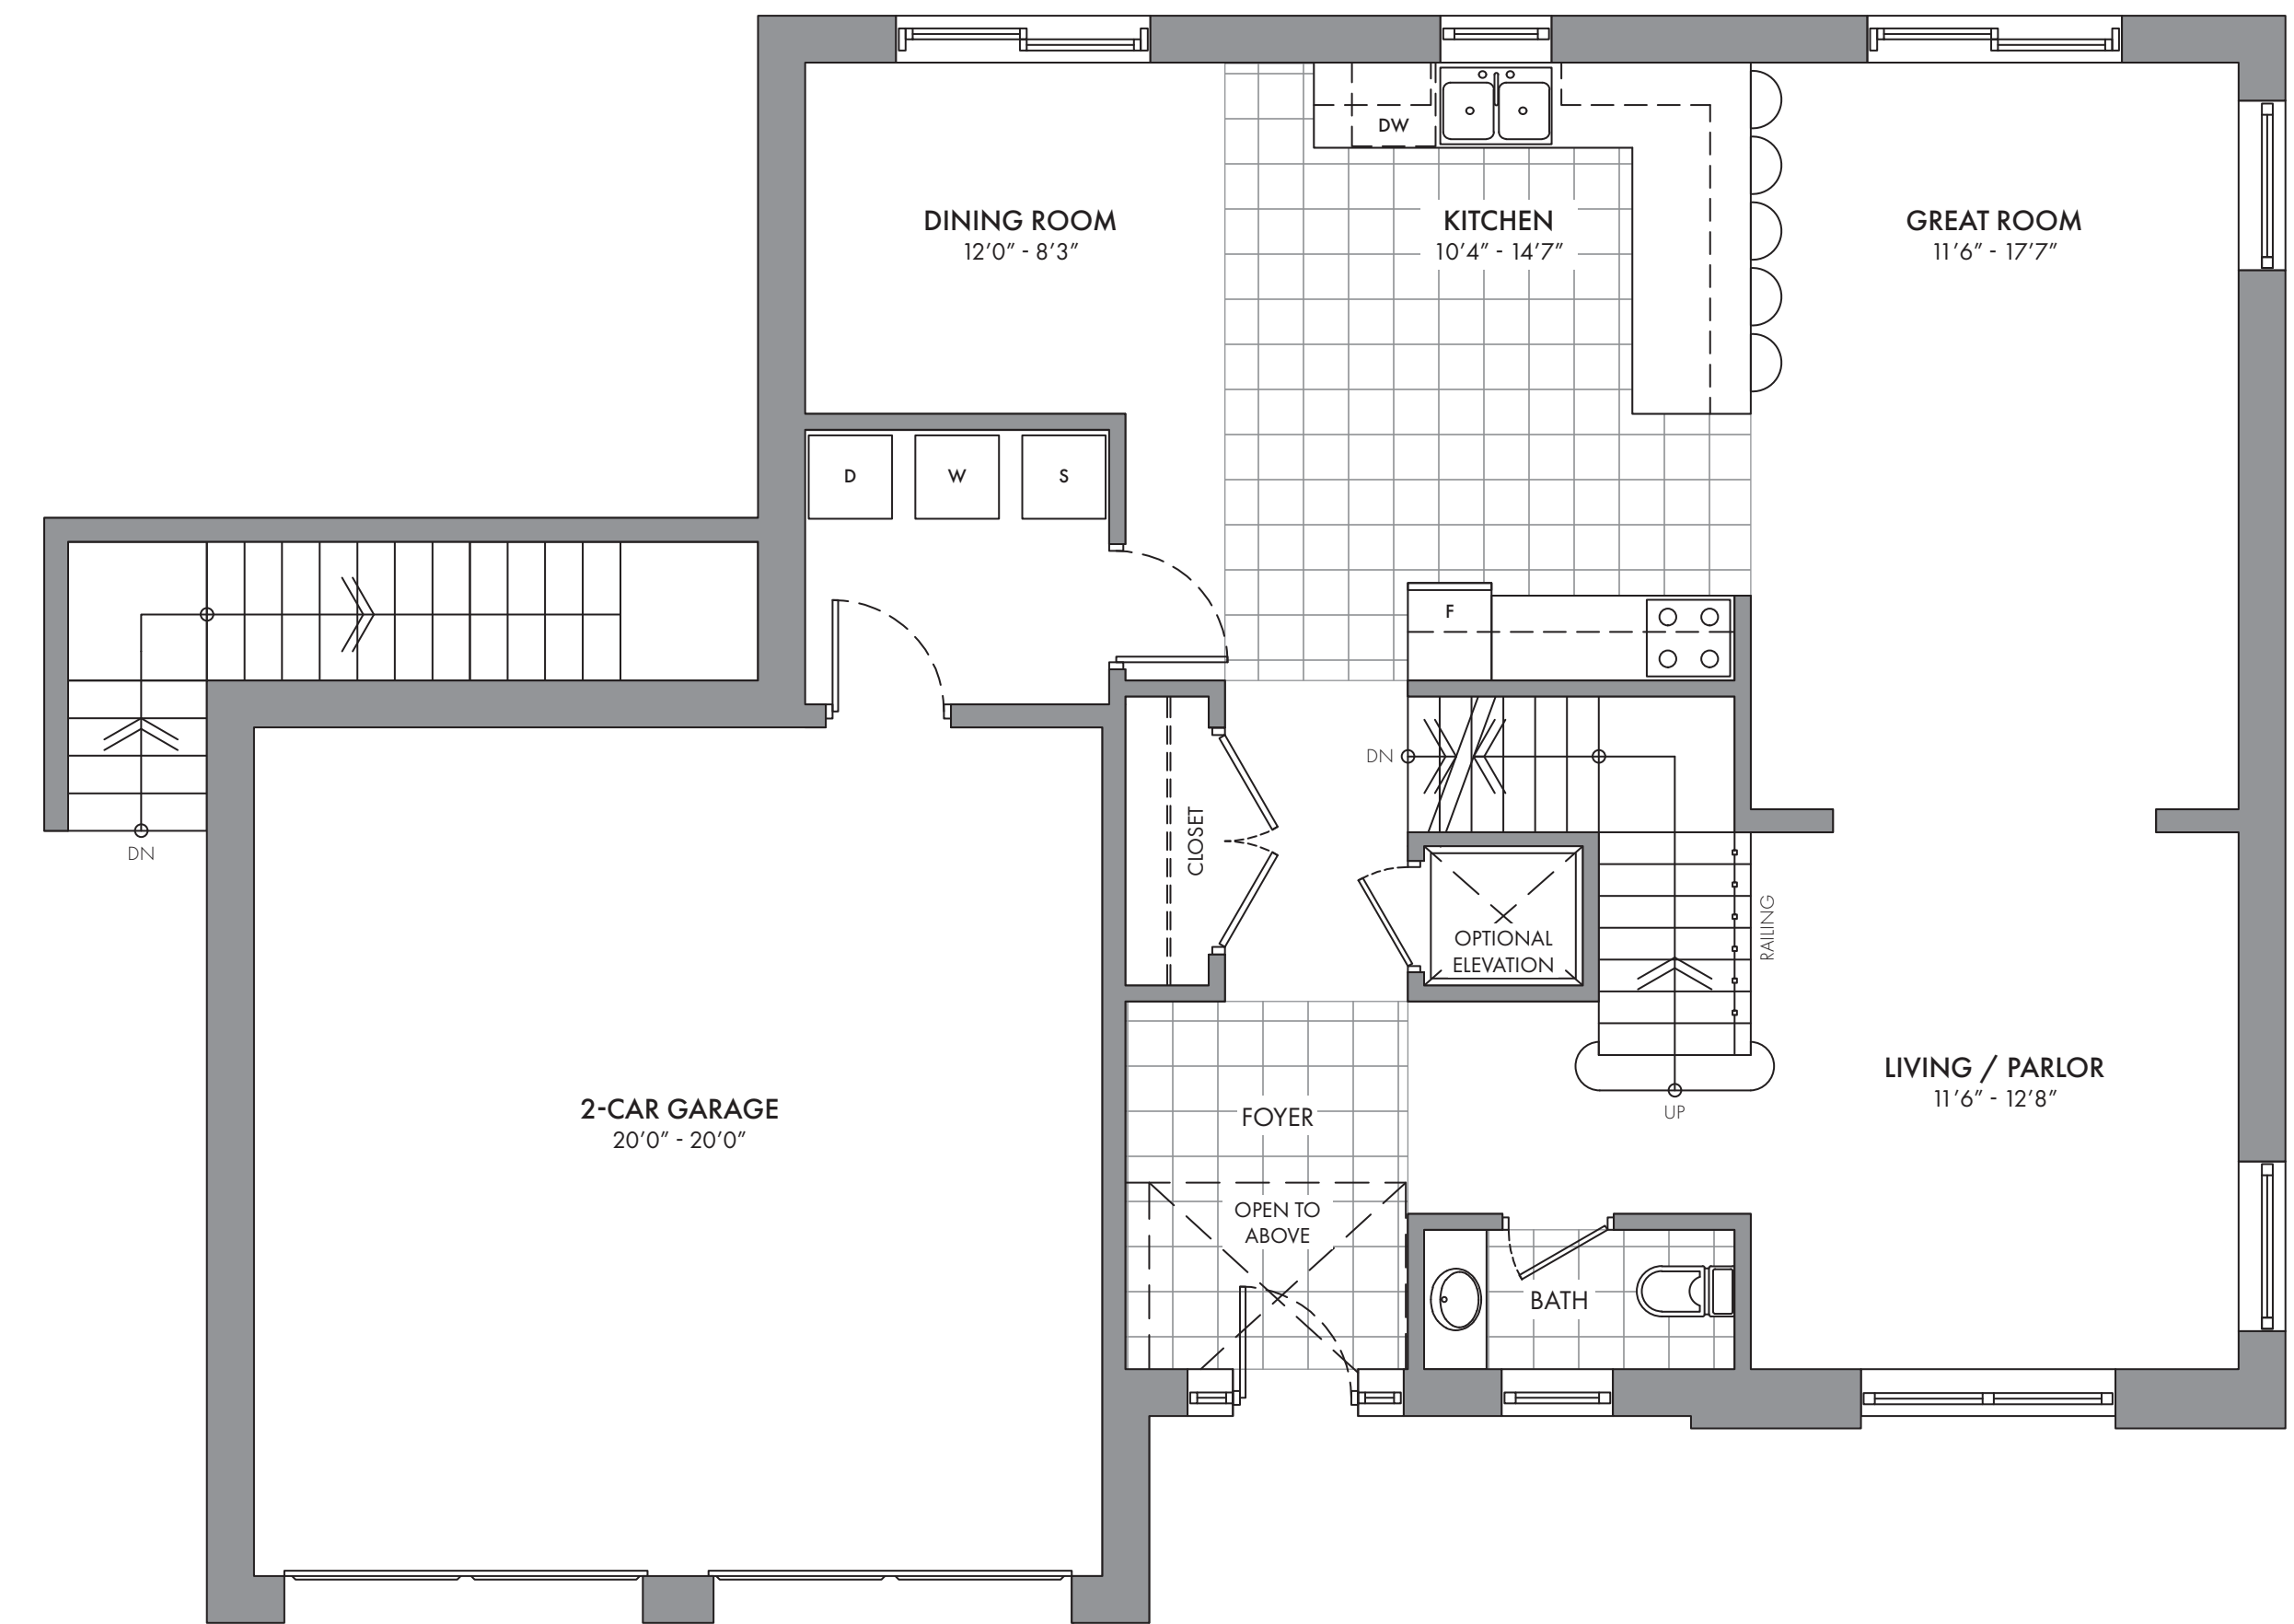 DW
DINING ROOM
12′0″ - 8′3″
KITCHEN
10′4″ - 14′7″
GREAT ROOM
11′6″ - 17′7″
D
W
S
F
DN
DN
CLOSET
OPTIONAL
ELEVATION
RAILING
2-CAR GARAGE
20′0″ - 20′0″
FOYER
LIVING / PARLOR
11′6″ - 12′8″
UP
OPEN TO
ABOVE
BATH